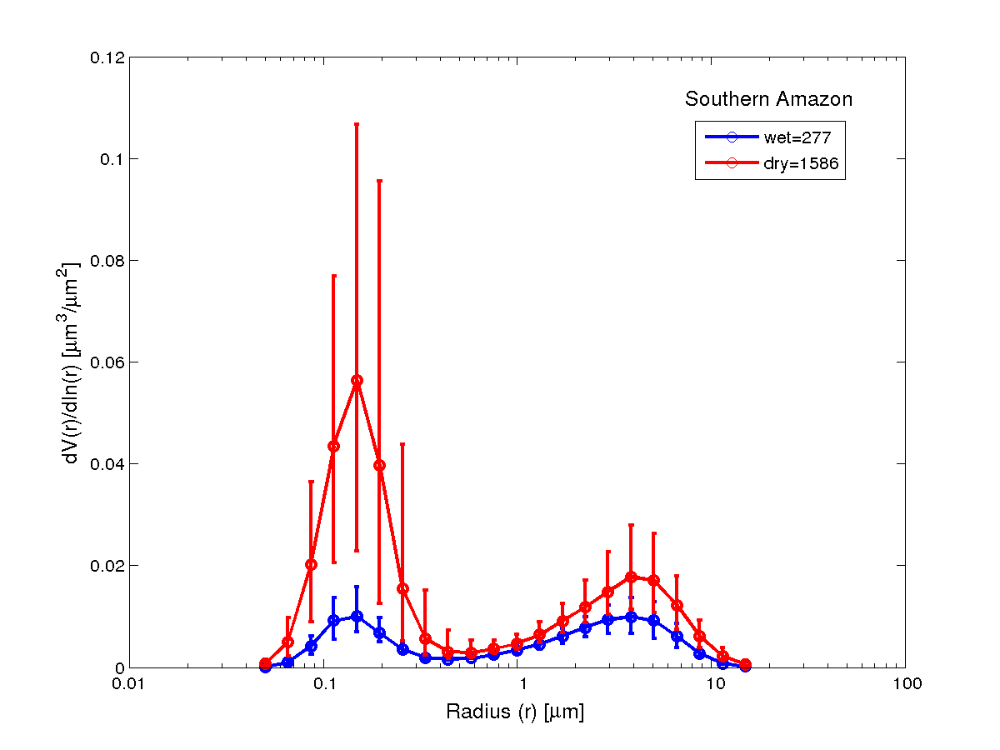 Southern Amazon
wet=277
dry=1586
0.12
0.1
0.08
0.06
0.04
0.02
0
dV(r)/dln(r) [μm³/μm²]
0.01
0.1
1
10
100
Radius (r) [μm]